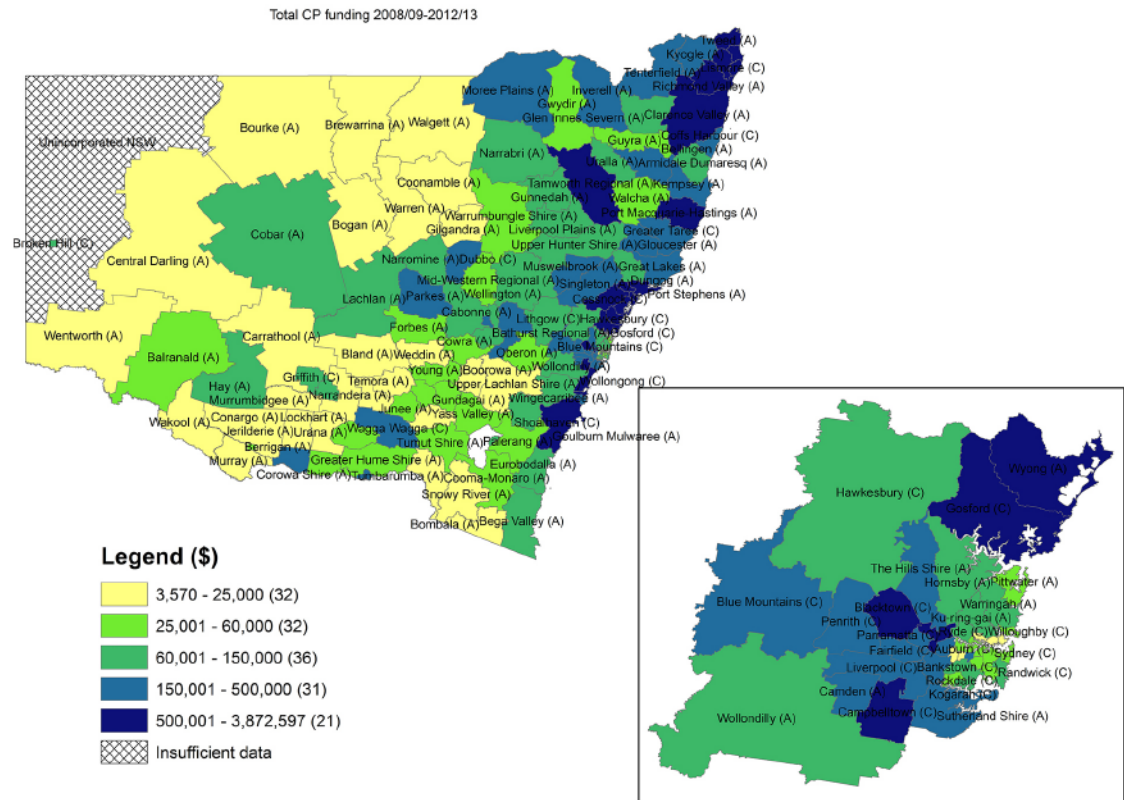 Total CP funding 2008/09-2012/13
Tweed (A)
Kyogle (A)
Lismore (C)
Tenterfield (A)
Richmond Valley (A)
Moree Plains (A)
Inverell (A)
Gwydir (A)
Glen Innes Severn (A)
Clarence Valley (A)
Unincorporated NSW
Bourke (A)
Brewarrina (A)
Walgett (A)
Coffs Harbour (C)
Guyra (A)
Bellingen (A)
Narrabri (A)
Uralla (A)
Armidale Dumaresq (A)
Coonamble (A)
Tamworth Regional (A)
Kempsey (A)
Gunnedah (A)
Walcha (A)
Warren (A)
Warrumbungle Shire (A)
Port Macquarie-Hastings (A)
Bogan (A)
Gilgandra (A)
Liverpool Plains (A)
Greater Taree (C)
Cobar (A)
Broken Hill (C)
Upper Hunter Shire (A)
Gloucester (A)
Central Darling (A)
Narromine (A)
Dubbo (C)
Muswellbrook (A)
Great Lakes (A)
Mid-Western Regional (A)
Singleton (A)
Dungog (A)
Lachlan (A)
Parkes (A)
Wellington (A)
Cessnock (C)
Port Stephens (A)
Cabonne (A)
Lithgow (C)
Hawkesbury (C)
Forbes (A)
Bathurst Regional (A)
Gosford (C)
Wentworth (A)
Carrathool (A)
Cowra (A)
Blue Mountains (C)
Balranald (A)
Bland (A)
Weddin (A)
Oberon (A)
Wollondilly (A)
Young (A)
Boorowa (A)
Hay (A)
Griffith (C)
Temora (A)
Upper Lachlan Shire (A)
Wollongong (C)
Murrumbidgee (A)
Narrandera (A)
Gundagai (A)
Wingecarribee (A)
Wakool (A)
Conargo (A)
Lockhart (A)
Junee (A)
Yass Valley (A)
Shoalhaven (C)
Jerilderie (A)
Urana (A)
Wagga Wagga (C)
Tumut Shire (A)
Palerang (A)
Goulburn Mulwaree (A)
Berrigan (A)
Murray (A)
Greater Hume Shire (A)
Eurobodalla (A)
Corowa Shire (A)
Tumbarumba (A)
Cooma-Monaro (A)
Snowy River (A)
Bombala (A)
Bega Valley (A)
Legend ($)
3,570 - 25,000 (32)
25,001 - 60,000 (32)
60,001 - 150,000 (36)
150,001 - 500,000 (31)
500,001 - 3,872,597 (21)
Insufficient data
Wyong (A)
Hawkesbury (C)
Gosford (C)
The Hills Shire (A)
Hornsby (A)
Pittwater (A)
Blue Mountains (C)
Blacktown (C)
Warringah (A)
Penrith (C)
Ku-ring-gai (A)
Parramatta (C)
Ryde (C)
Willoughby (C)
Fairfield (C)
Auburn (C)
Sydney (C)
Liverpool (C)
Bankstown (C)
Randwick (C)
Rockdale (C)
Camden (A)
Kogarah (C)
Wollondilly (A)
Campbelltown (C)
Sutherland Shire (A)